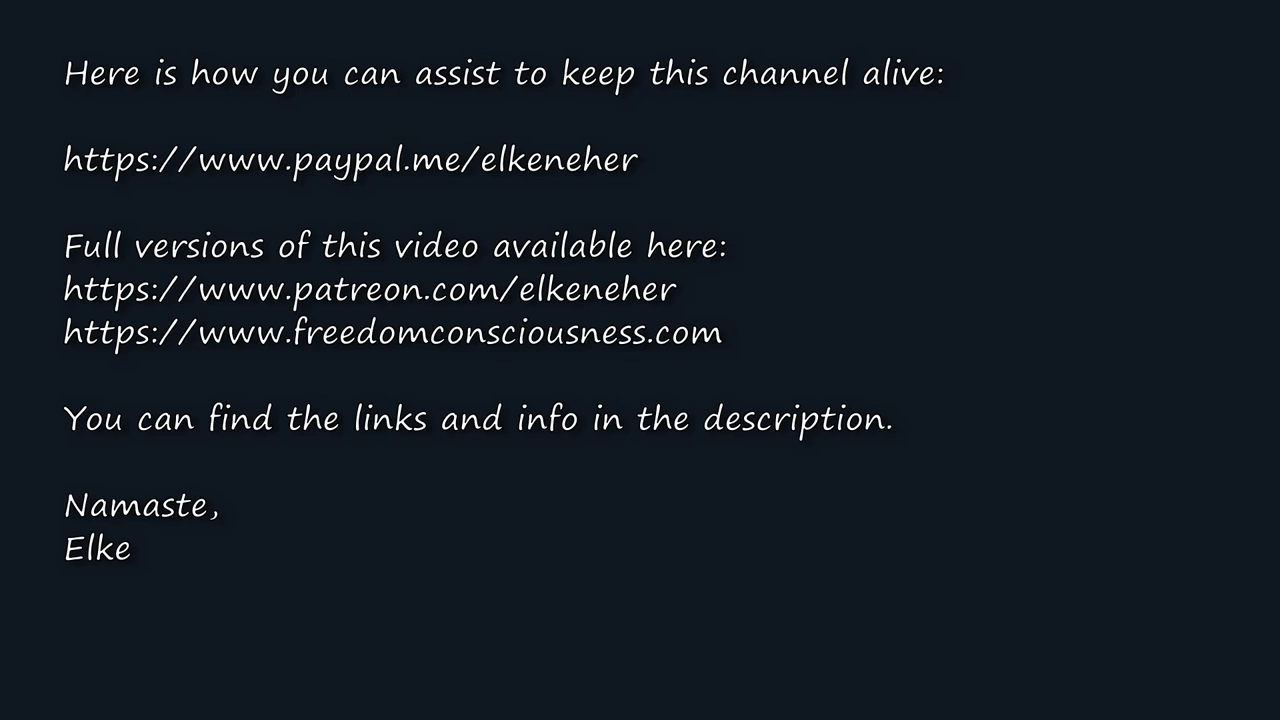 Here is how you can assist to keep this channel alive:
https://www.paypal.me/elkeneher
Full versions of this video available here:
https://www.patreon.com/elkeneher
https://www.freedomconsciousness.com
You can find the links and info in the description.
Namaste,
Elke